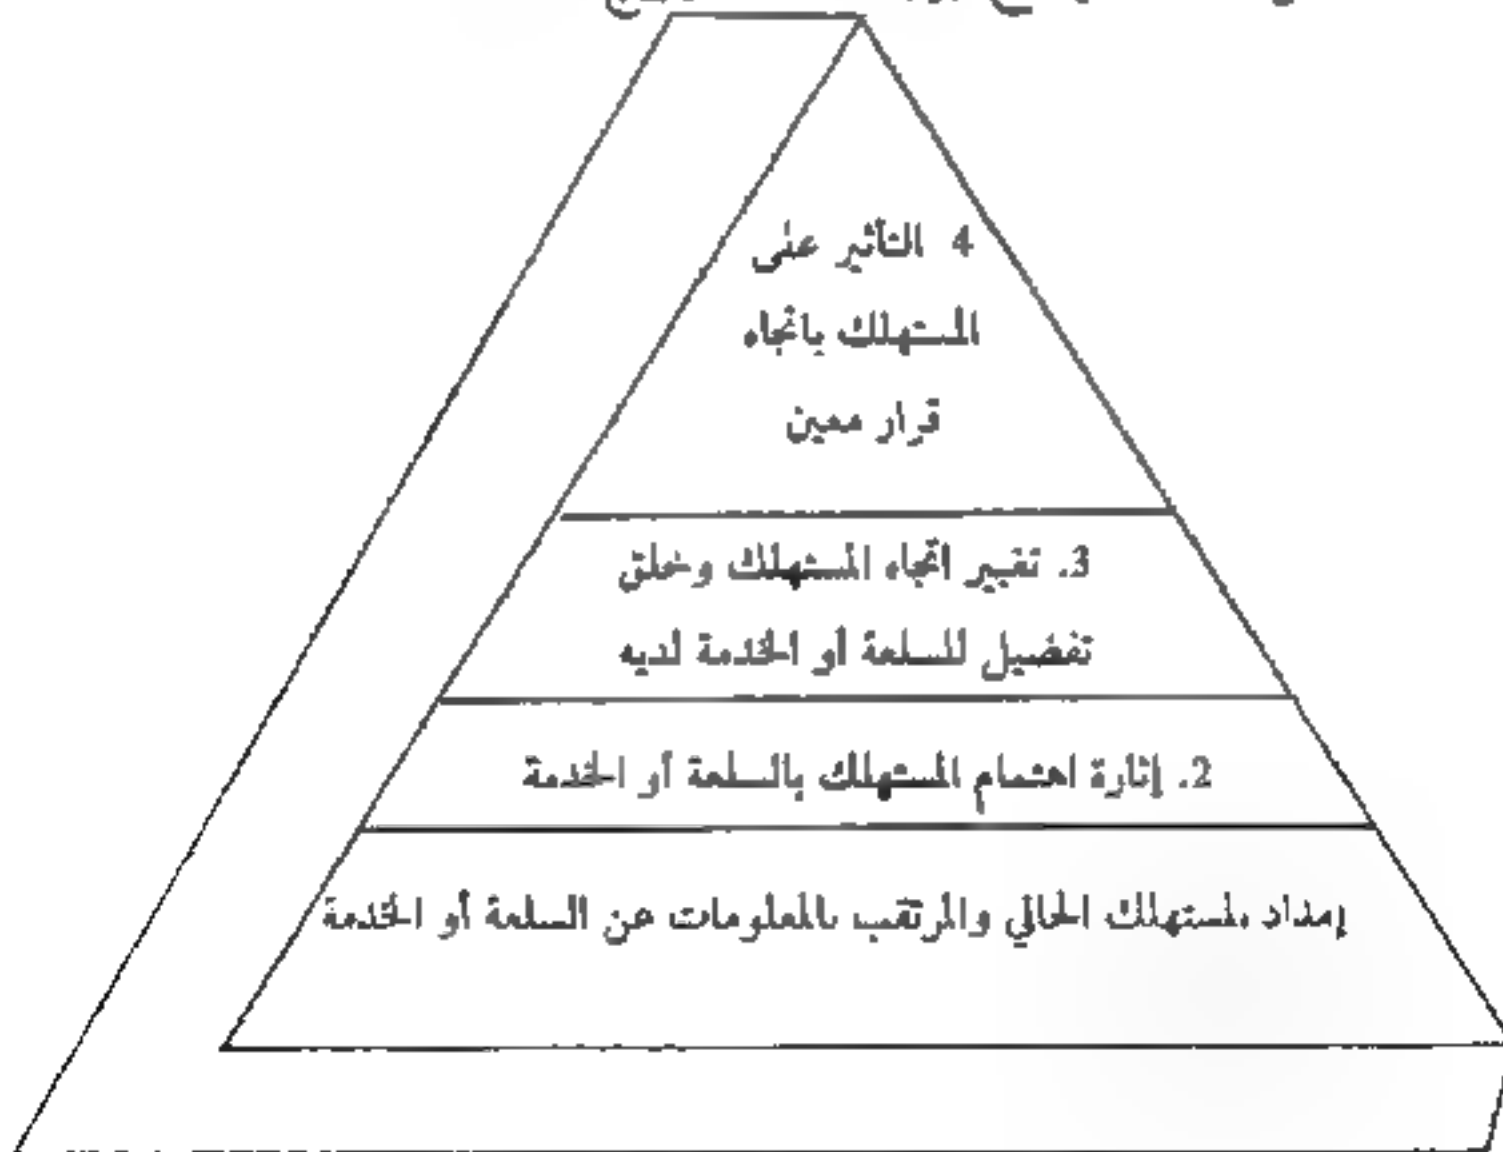 4 التأثير على
المستهلك باتجاه
قرار معين
3. تغيير اتجاه المستهلك وخلق
تفضيل للسلعة أو الخدمة لديه
2. إثارة اهتمام المستهلك بالسلعة أو الخدمة
إمداد المستهلك الحالي والمرتقب بالمعلومات عن السلعة أو الخدمة